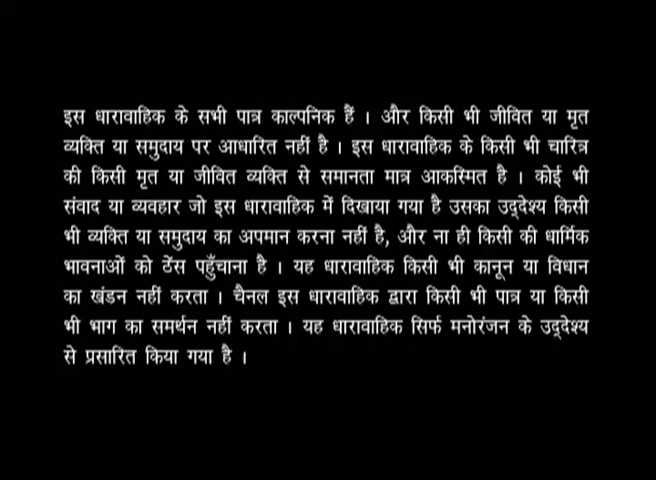 इस धारावाहिक के सभी पात्र काल्पनिक हैं । और किसी भी जीवित या मृत
व्यक्ति या समुदाय पर आधारित नहीं है । इस धारावाहिक के किसी भी चारित्र
की किसी मृत या जीवित व्यक्ति से समानता मात्र आकस्मित है । कोई भी
संवाद या व्यवहार जो इस धारावाहिक में दिखाया गया है उसका उद्देश्य किसी
भी व्यक्ति या समुदाय का अपमान करना नहीं है, और ना ही किसी की धार्मिक
भावनाओं को टेंस पहुँचाना है । यह धारावाहिक किसी भी कानून या विधान
का खंडन नहीं करता । चैनल इस धारावाहिक द्वारा किसी भी पात्र या किसी
भी भाग का समर्थन नहीं करता । यह धारावाहिक सिर्फ मनोरंजन के उद्देश्य
से प्रसारित किया गया है ।